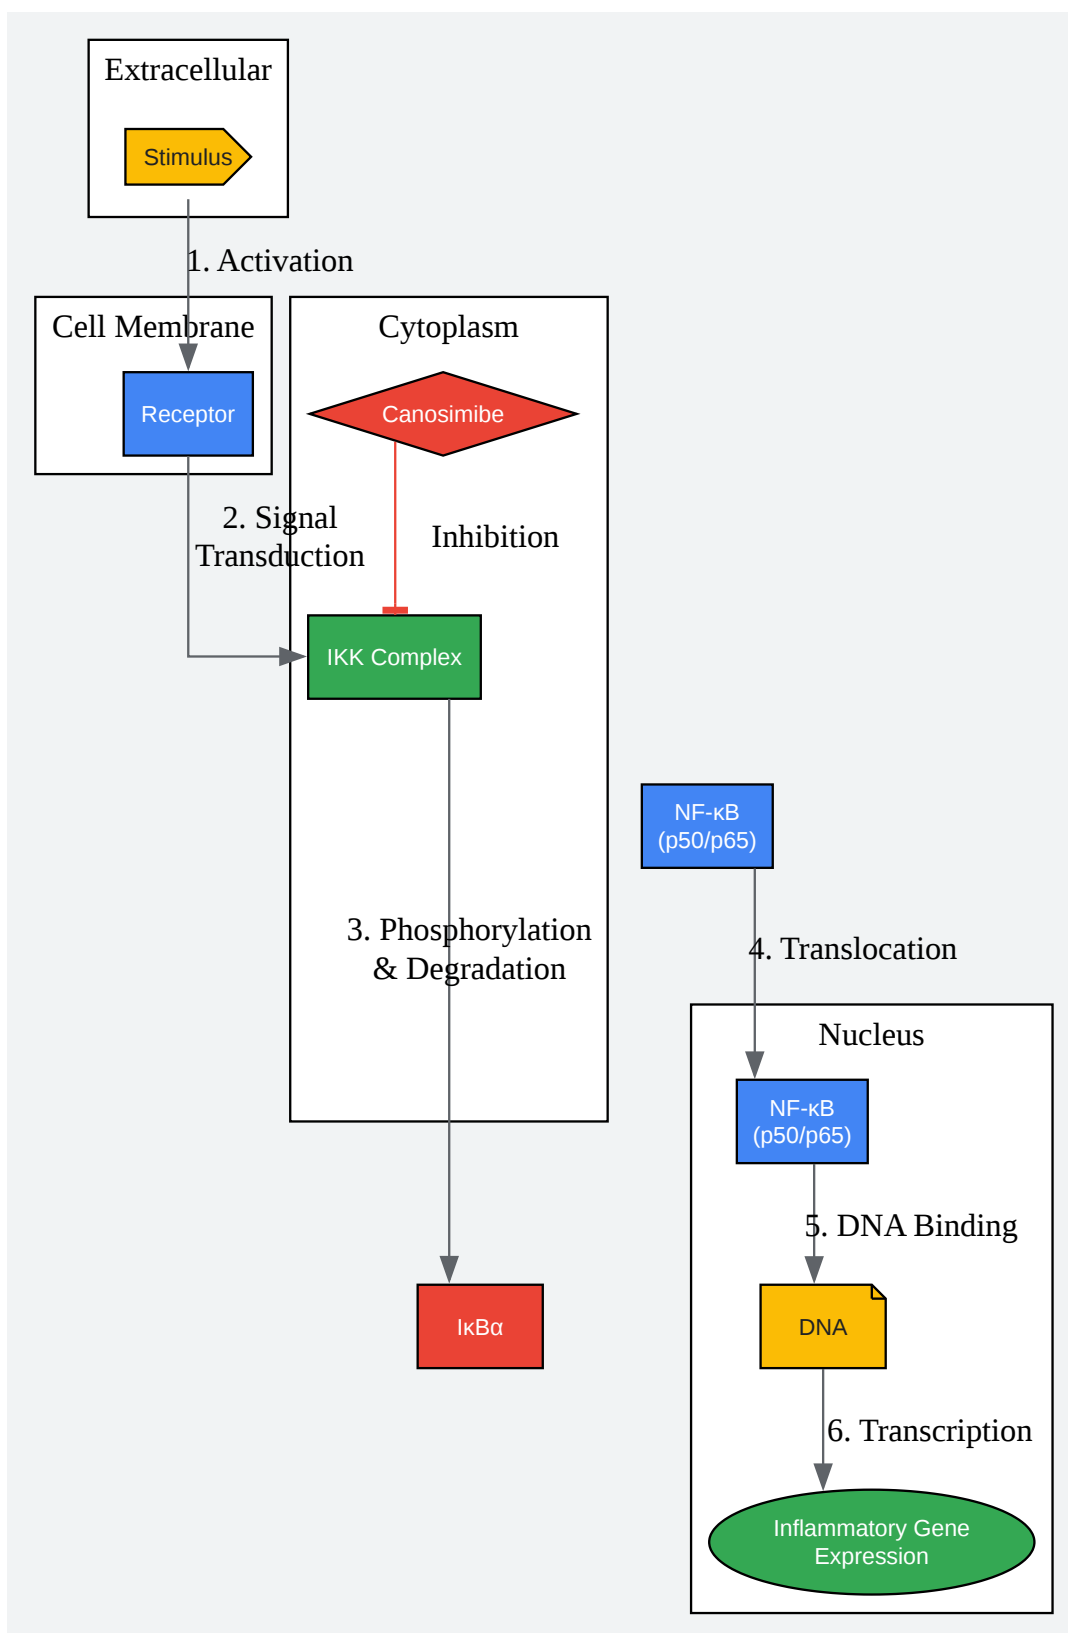 Extracellular
Stimulus
1. Activation
Cell Membrane
Receptor
Cytoplasm
Canosimibe
2. Signal
Transduction
Inhibition
IKK Complex
3. Phosphorylation
& Degradation
IκBα
NF-κB
(p50/p65)
4. Translocation
Nucleus
NF-κB
(p50/p65)
5. DNA Binding
DNA
6. Transcription
Inflammatory Gene
Expression